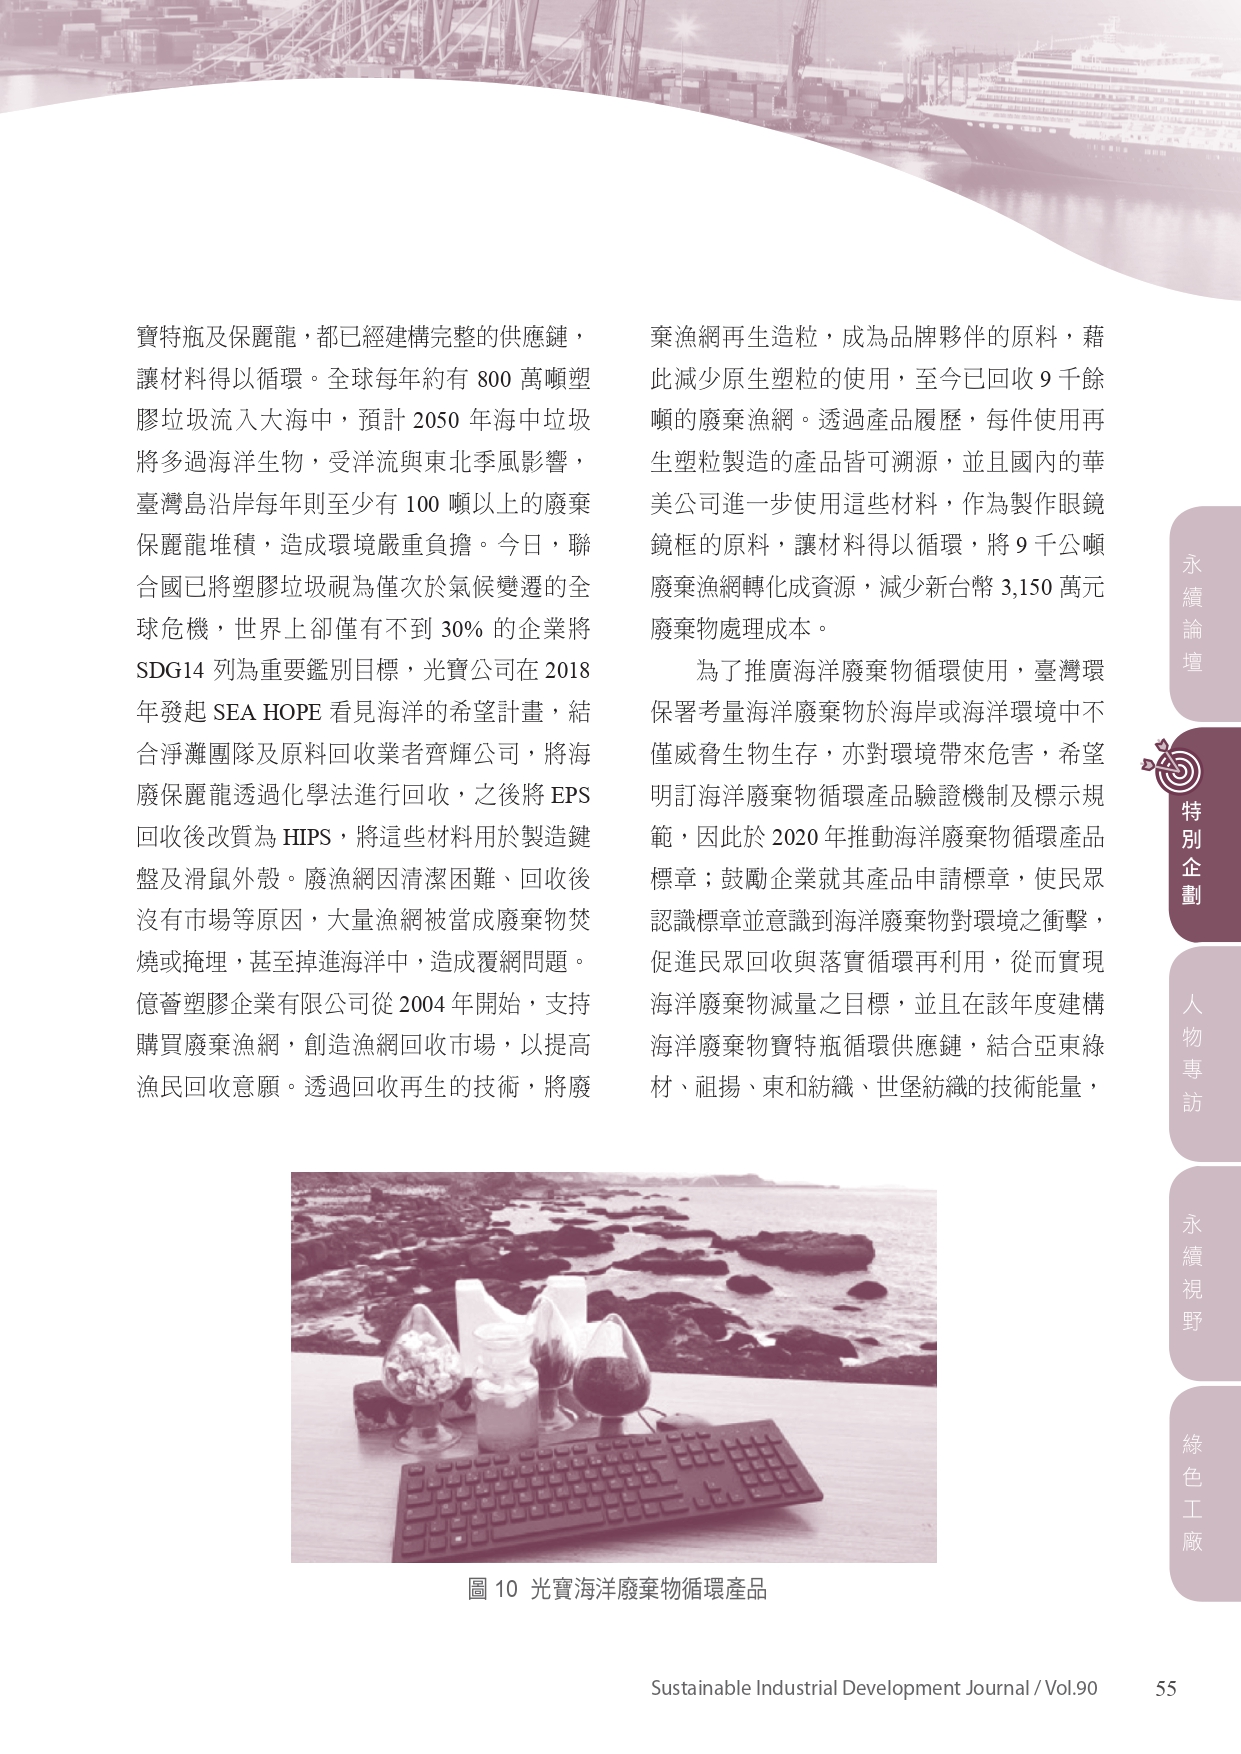 寶特瓶及保麗龍，都已經建構完整的供應鏈，
讓材料得以循環。全球每年約有 800 萬噸塑
膠垃圾流入大海中，預計 2050 年海中垃圾
將多過海洋生物，受洋流與東北季風影響，
臺灣島沿岸每年則至少有 100 噸以上的廢棄
保麗龍堆積，造成環境嚴重負擔。今日，聯
合國已將塑膠垃圾視為僅次於氣候變遷的全
球危機，世界上卻僅有不到 30% 的企業將
SDG14 列為重要鑑別目標，光寶公司在 2018
年發起 SEA HOPE 看見海洋的希望計畫，結
合淨灘團隊及原料回收業者齊輝公司，將海
廢保麗龍透過化學法進行回收，之後將 EPS
回收後改質為 HIPS，將這些材料用於製造鍵
盤及滑鼠外殼。廢漁網因清潔困難、回收後
沒有市場等原因，大量漁網被當成廢棄物焚
燒或掩埋，甚至掉進海洋中，造成覆網問題。
億薈塑膠企業有限公司從 2004 年開始，支持
購買廢棄漁網，創造漁網回收市場，以提高
漁民回收意願。透過回收再生的技術，將廢
棄漁網再生造粒，成為品牌夥伴的原料，藉
此減少原生塑粒的使用，至今已回收 9 千餘
噸的廢棄漁網。透過產品履歷，每件使用再
生塑粒製造的產品皆可溯源，並且國內的華
美公司進一步使用這些材料，作為製作眼鏡
鏡框的原料，讓材料得以循環，將 9 千公噸
廢棄漁網轉化成資源，減少新台幣 3,150 萬元
廢棄物處理成本。
為了推廣海洋廢棄物循環使用，臺灣環
保署考量海洋廢棄物於海岸或海洋環境中不
僅威脅生物生存，亦對環境帶來危害，希望
明訂海洋廢棄物循環產品驗證機制及標示規
範，因此於 2020 年推動海洋廢棄物循環產品
標章；鼓勵企業就其產品申請標章，使民眾
認識標章並意識到海洋廢棄物對環境之衝擊，
促進民眾回收與落實循環再利用，從而實現
海洋廢棄物減量之目標，並且在該年度建構
海洋廢棄物寶特瓶循環供應鏈，結合亞東綠
材、祖揚、東和紡織、世堡紡織的技術能量，
圖 10 光寶海洋廢棄物循環產品
永續論壇
特別企劃
人物專訪
永續視野
綠色工廠
Sustainable Industrial Development Journal / Vol.90
55